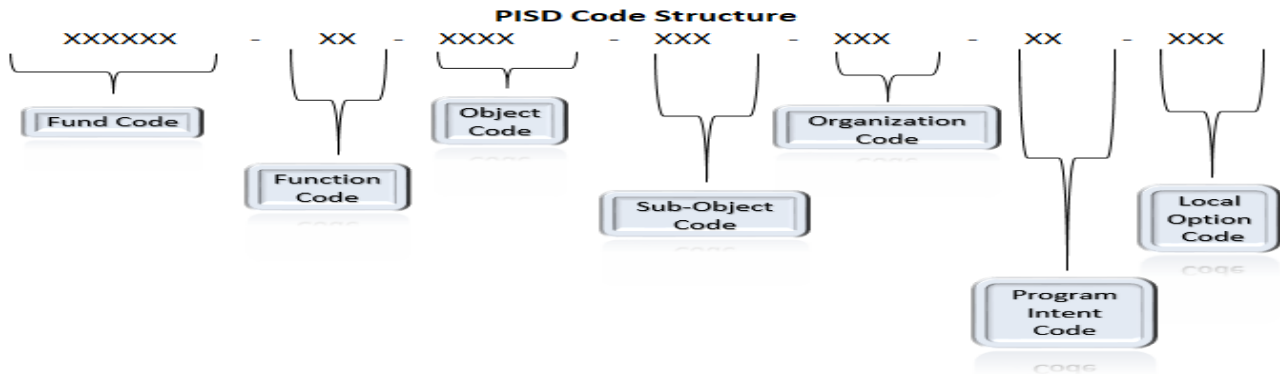 PISD Code Structure
XXXXXX - XX - XXXX - XXX - XXX - XX - XXX
Fund Code
Function
Code
Object
Code
Sub-Object
Code
Organization
Code
Program
Intent
Code
Local
Option
Code